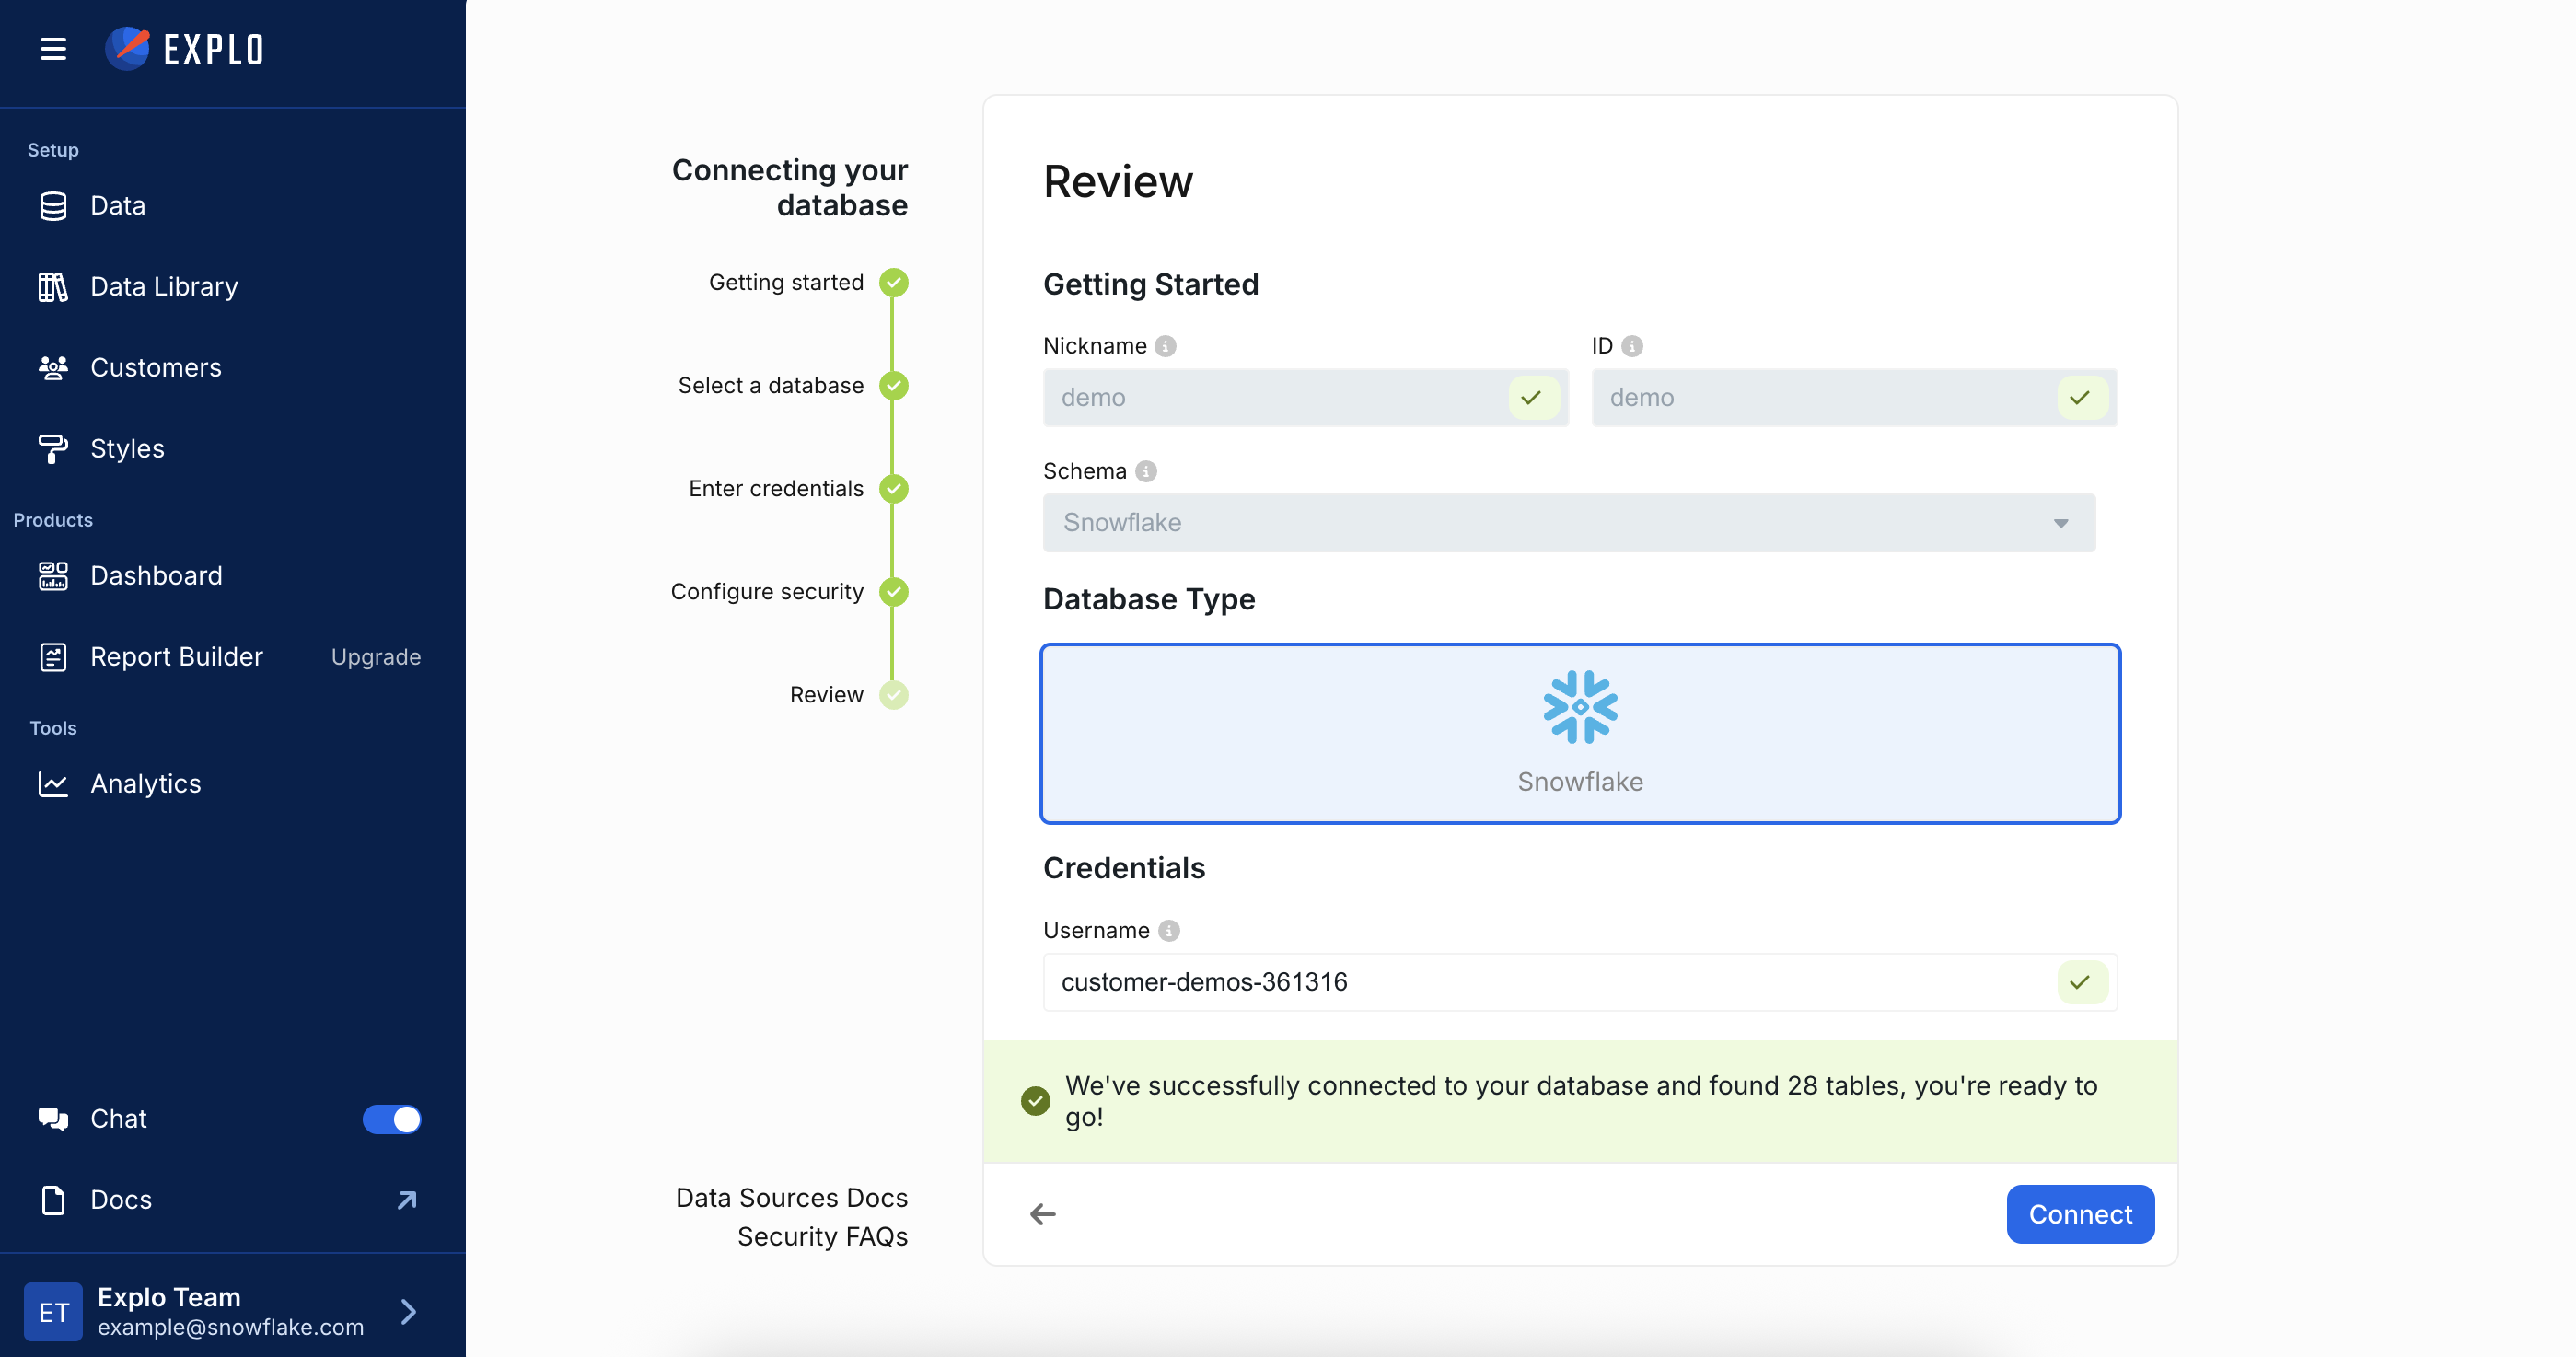 EXPLO
Setup
Data
Data Library
Customers
Styles
Products
Dashboard
Report Builder Upgrade
Tools
Analytics
Chat
Docs
ET
Explo Team
example@snowflake.com
Connecting your
database
Getting started
Select a database
Enter credentials
Configure security
Review
Data Sources Docs
Security FAQs
Review
Getting Started
Nickname
demo
ID
demo
Schema
Snowflake
Database Type
Snowflake
Credentials
Username
customer-demos-361316
We've successfully connected to your database and found 28 tables, you're ready to
go!
Connect